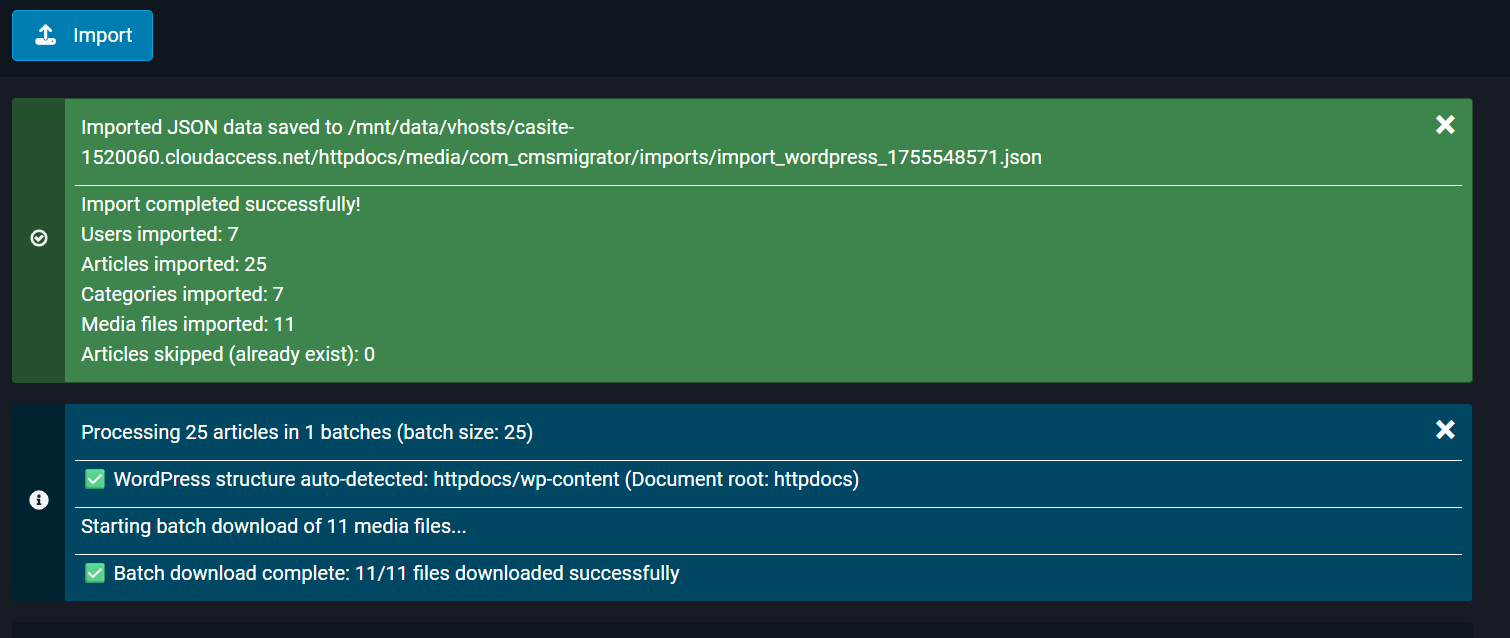 Import
Imported JSON data saved to /mnt/data/vhosts/casite-
1520060.cloudaccess.net/httpdocs/media/com_cmsmigrator/imports/import_wordpress_1755548571.json
Import completed successfully!
Users imported: 7
Articles imported: 25
Categories imported: 7
Media files imported: 11
Articles skipped (already exist): 0
Processing 25 articles in 1 batches (batch size: 25)
✅ WordPress structure auto-detected: httpdocs/wp-content (Document root: httpdocs)
Starting batch download of 11 media files...
✅ Batch download complete: 11/11 files downloaded successfully